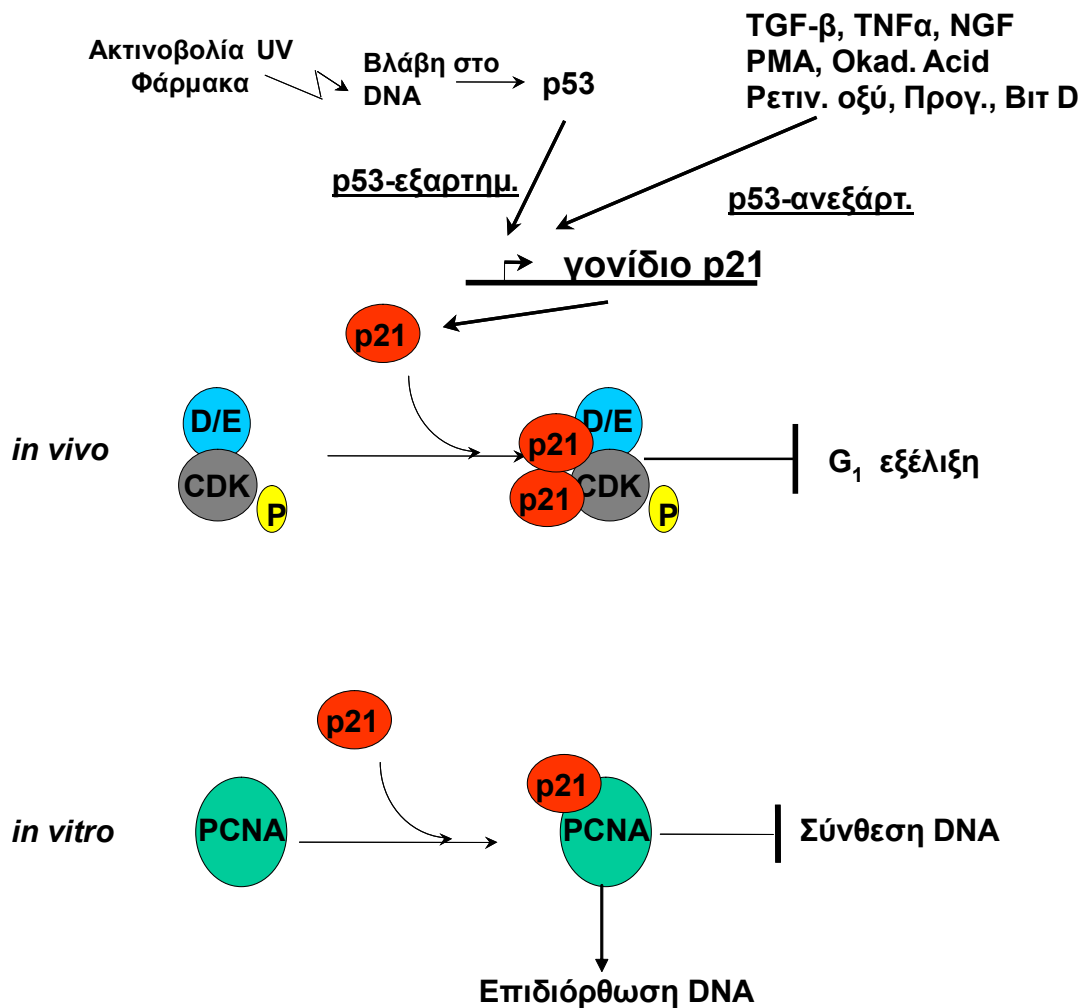 Ακτινοβολία UV
Φάρμακα
Βλάβη στο
DNA
p53
TGF-β, TNFα, NGF
PMA, Okad. Acid
Ρετιν. οξύ, Προγ., Βιτ D
p53-εξαρτημ.
p53-ανεξάρτ.
γονίδιο p21
p21
in vivo
D/E
CDK
P
p21
p21
D/E
CDK
P
G1 εξέλιξη
p21
in vitro
PCNA
p21
PCNA
Σύνθεση DNA
Επιδιόρθωση DNA